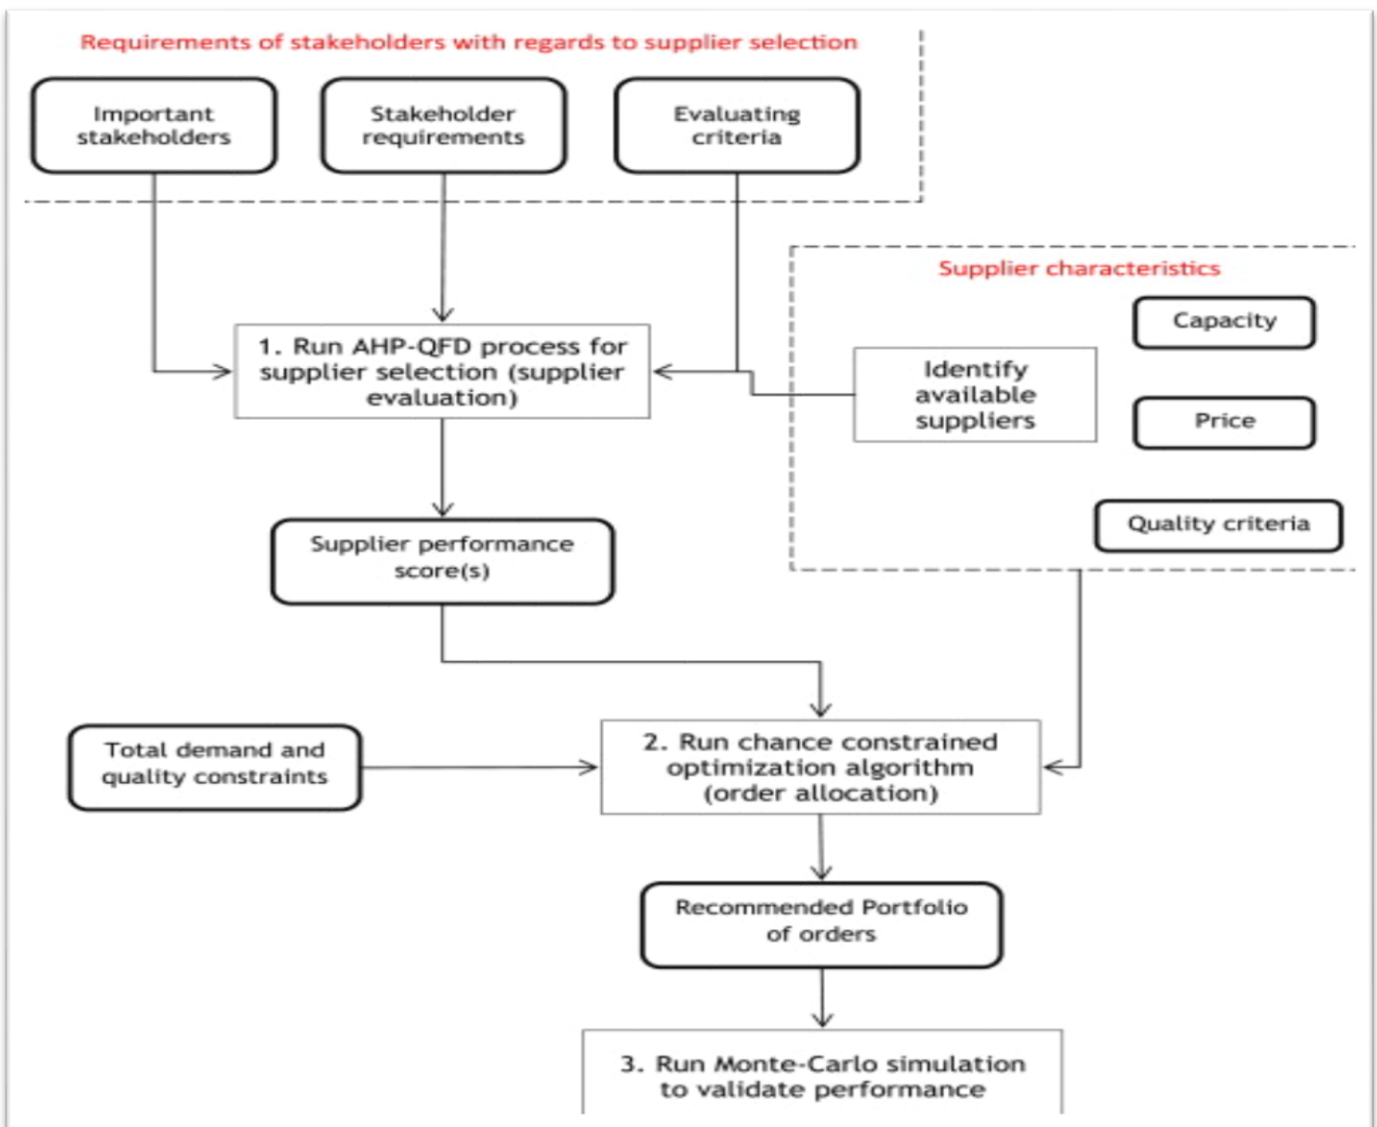 Requirements of stakeholders with regards to supplier selection
Important
stakeholders
Stakeholder
requirements
Evaluating
criteria
Supplier characteristics
Capacity
Identify
available
suppliers
Price
Quality criteria
1. Run AHP-QFD process for
supplier selection (supplier
evaluation)
Supplier performance
score(s)
Total demand and
quality constraints
2. Run chance constrained
optimization algorithm
(order allocation)
Recommended Portfolio
of orders
3. Run Monte-Carlo simulation
to validate performance